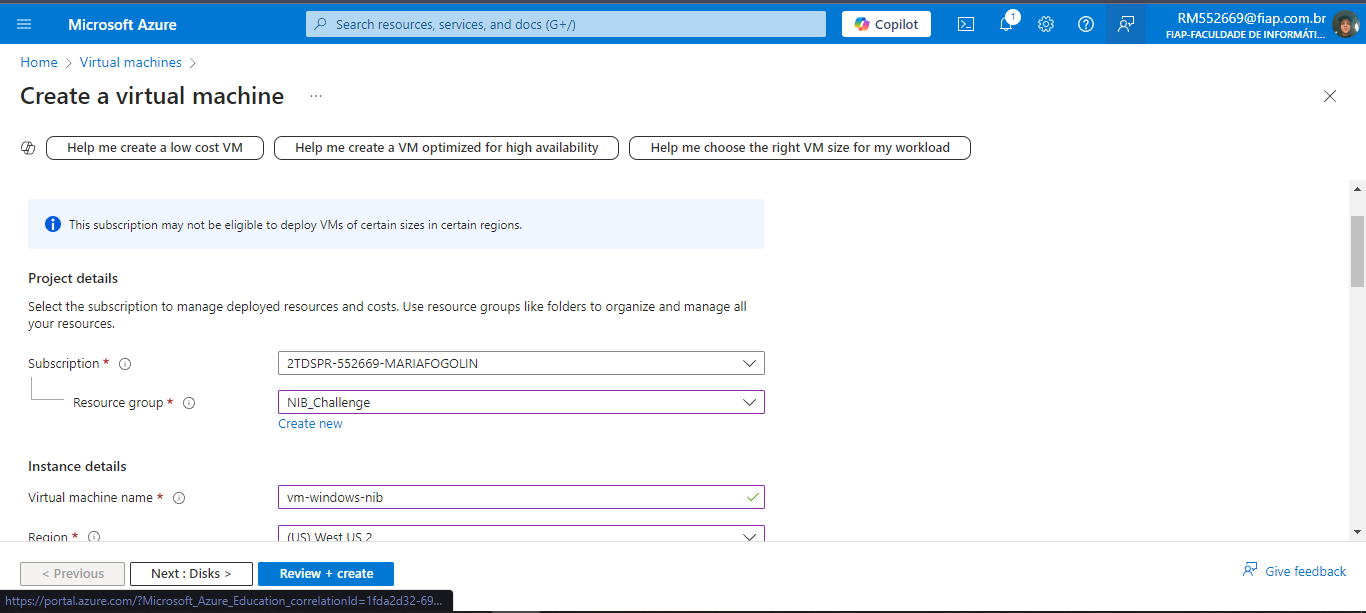 Microsoft Azure
Search resources, services, and docs (G+/)
Copilot
1
RM552669@fiap.com.br
FIAP-FACULDADE DE INFORMÁTI...
Home > Virtual machines >
Create a virtual machine ...
Help me create a low cost VM
Help me create a VM optimized for high availability
Help me choose the right VM size for my workload
This subscription may not be eligible to deploy VMs of certain sizes in certain regions.
Project details
Select the subscription to manage deployed resources and costs. Use resource groups like folders to organize and manage all
your resources.
Subscription *
2TDSPR-552669-MARIAFOGOLIN
Resource group *
NIB_Challenge
Create new
Instance details
Virtual machine name *
vm-windows-nib
Region *
(US) West US 2
< Previous
Next : Disks >
Review + create
Give feedback
https://portal.azure.com/?Microsoft_Azure_Education_correlationId=1fda2d32-69...